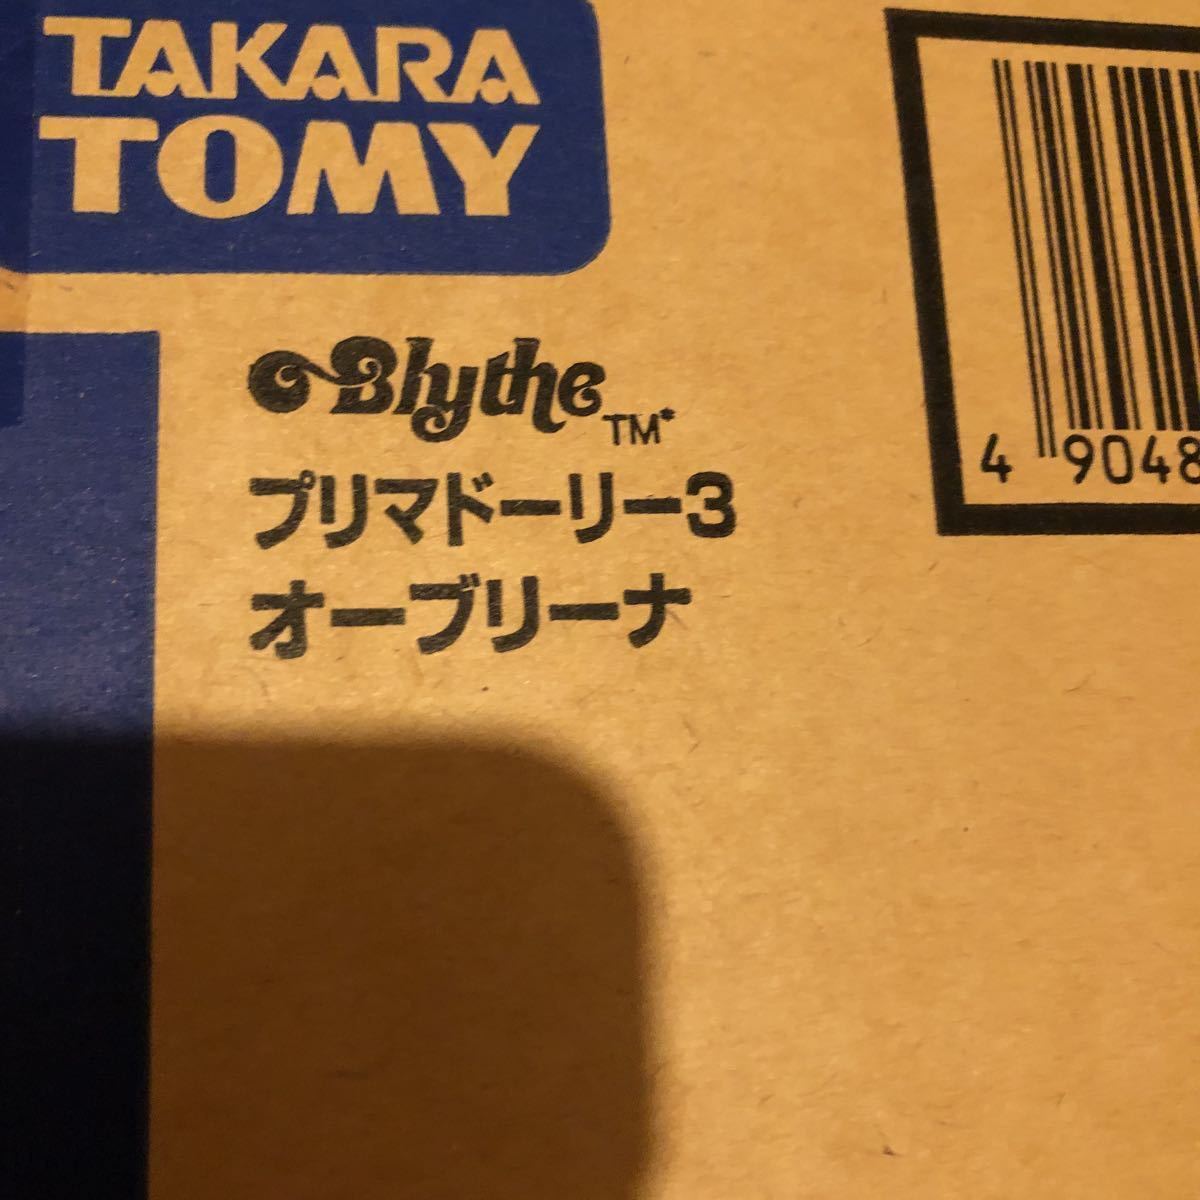 TAKARA
TOMY
Blythe TM*
プリマドーリー3
オーブリーナ
4 9048